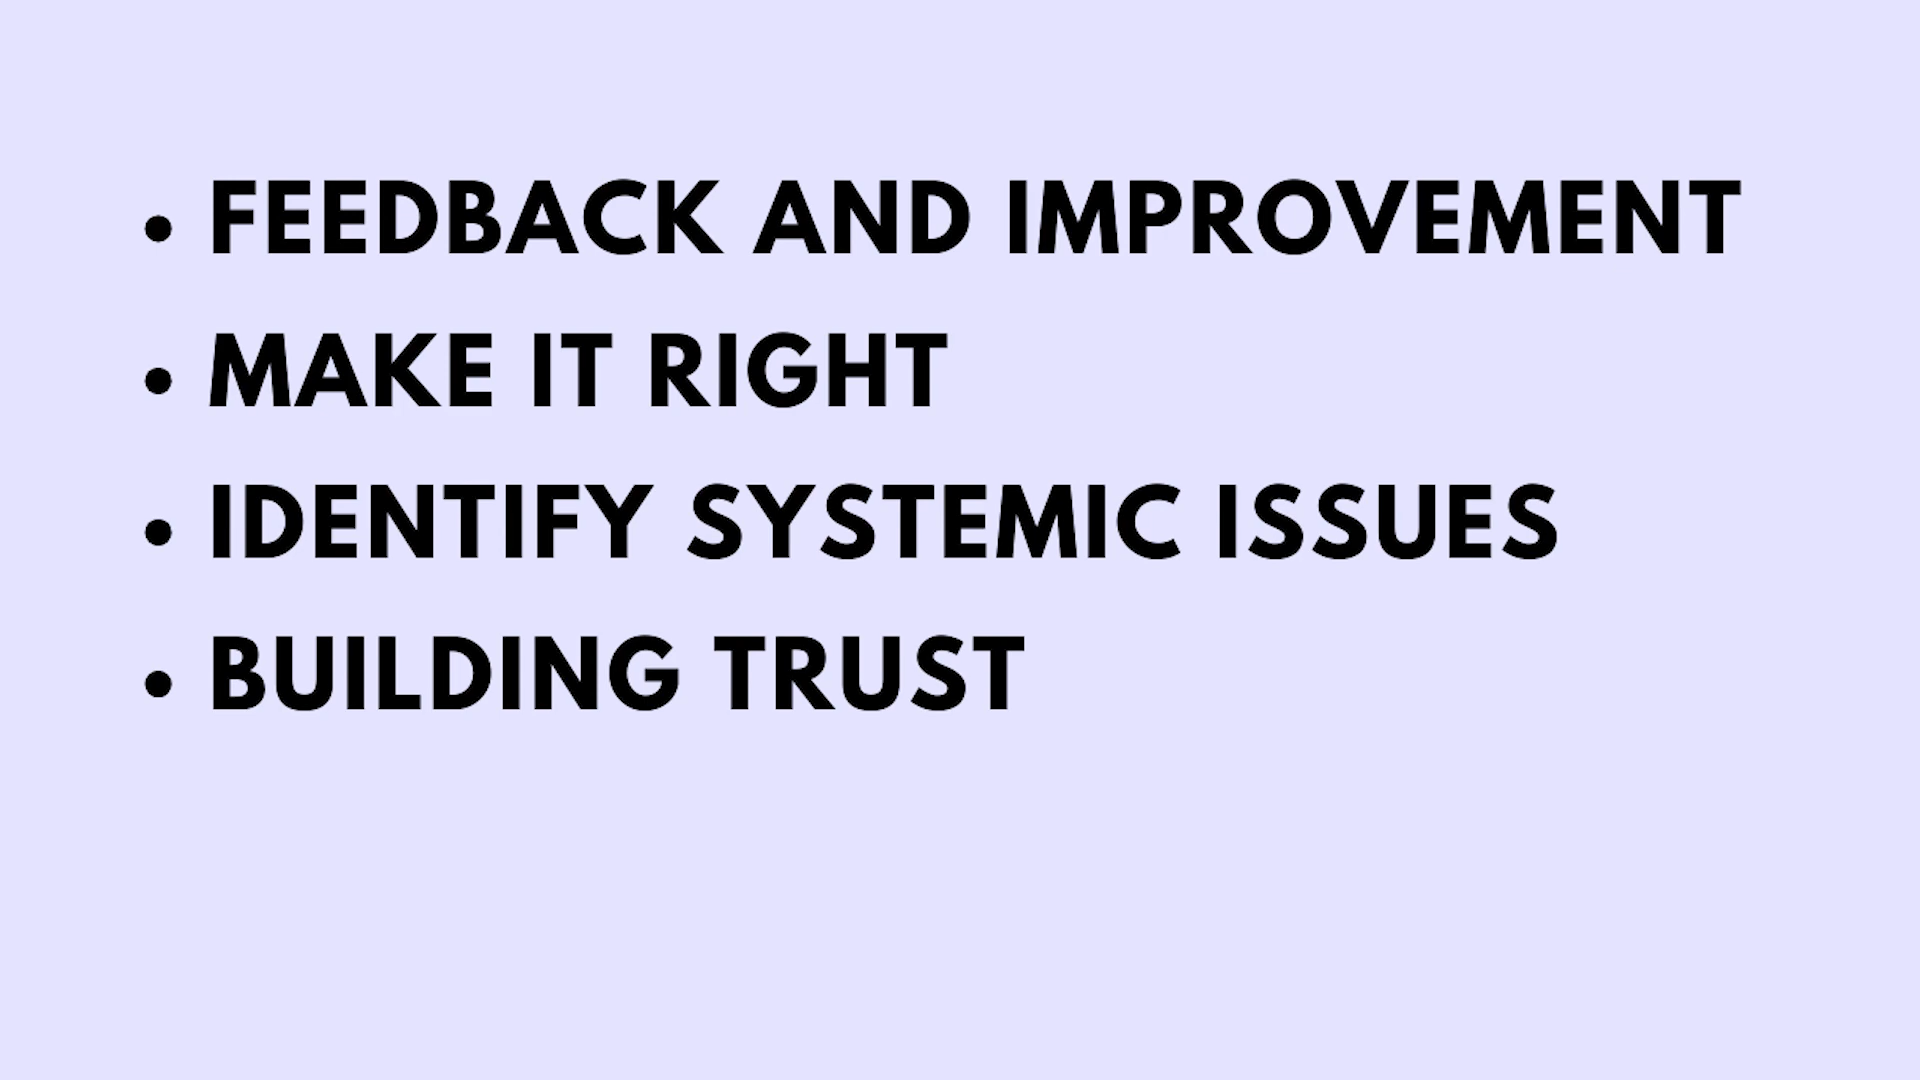 • FEEDBACK AND IMPROVEMENT
• MAKE IT RIGHT
• IDENTIFY SYSTEMIC ISSUES
• BUILDING TRUST